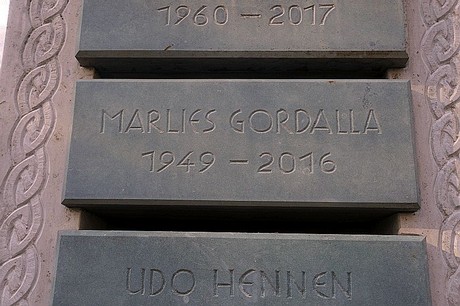 1960 – 2017
MARLIES GORDALLA
1949 – 2016
UDO HENNEN